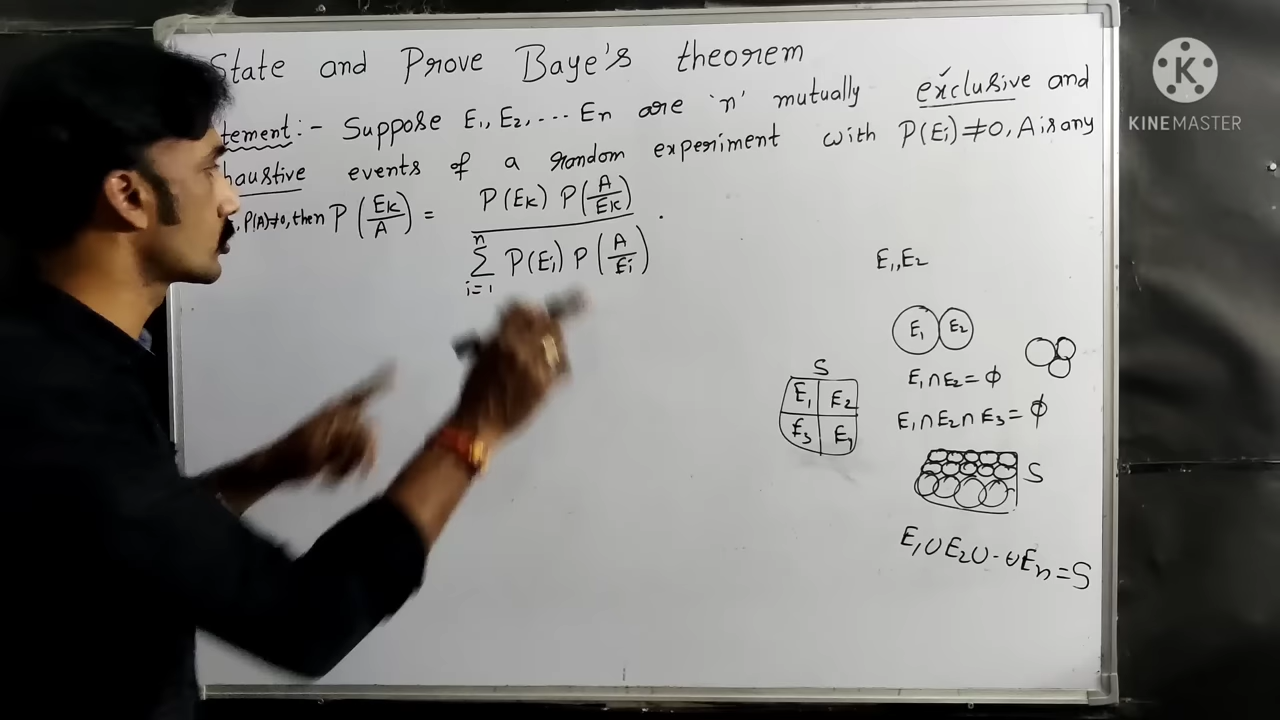 State and Prove Baye's theorem
tement:- Suppose E1, E2, ... En are 'n' mutually exclusive and
haustive events of a random experiment with P(Ei)≠0, A is any
, P(A)≠0, then P(Ek/A) = P(Ek) P(A/Ek) / n Σ i=1 P(Ei) P(A/Ei) .
E1, E2
E1 E2
E1∩E2=ϕ
E1∩E2∩E3=ϕ
S
E1 E2
E3
S
E1∪E2∪-∪En=S
K
KINEMASTER